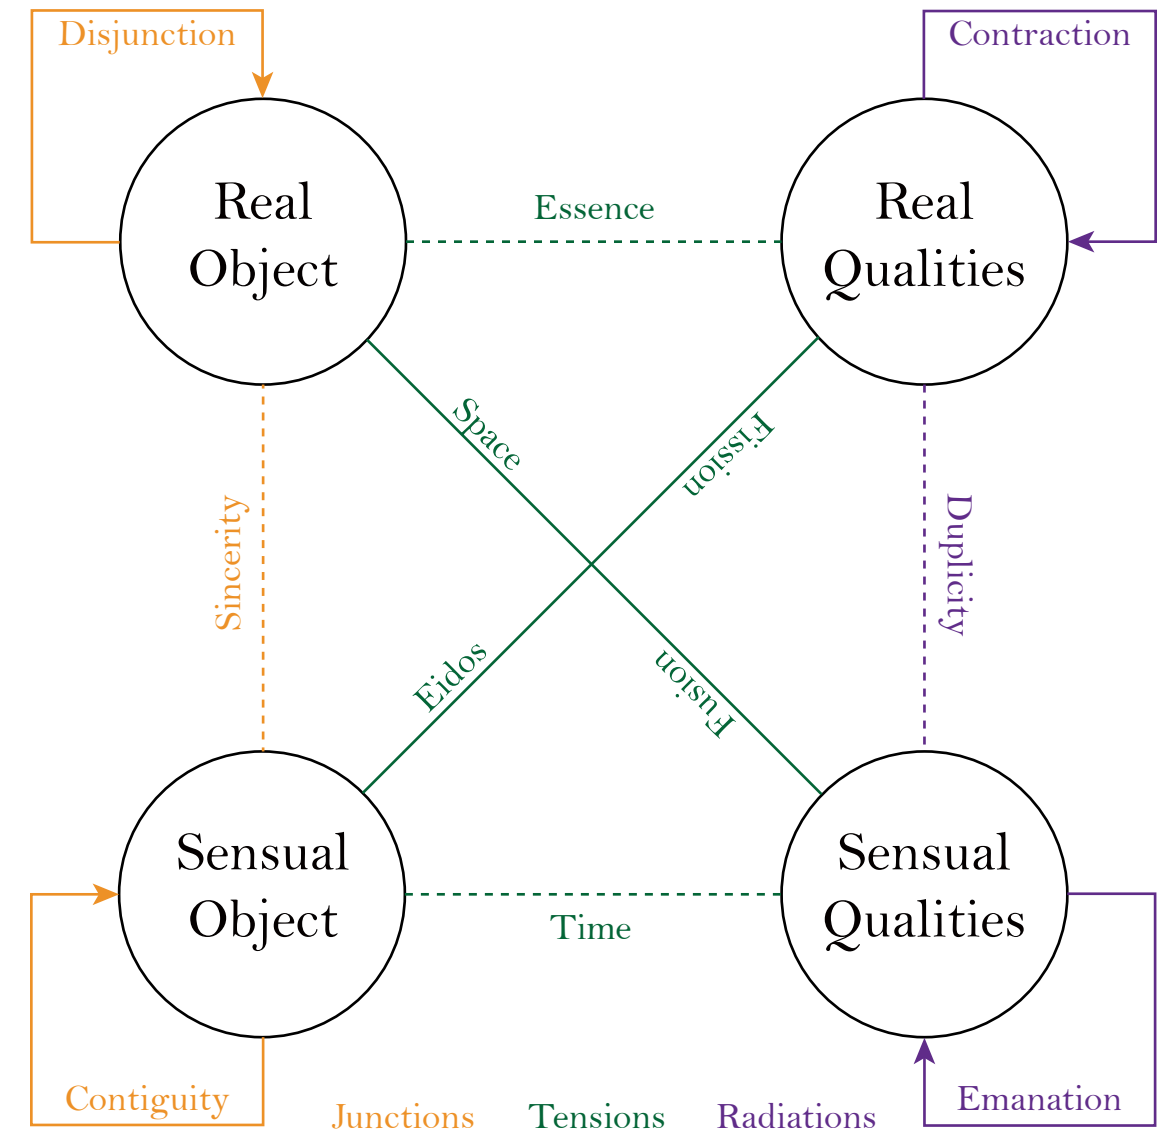 Disjunction
Contraction
Real
Object
Essence
Real
Qualities
Space
Fission
Sincerity
Duplicity
Eidos
Fusion
Sensual
Object
Time
Sensual
Qualities
Contiguity
Emanation
Junctions
Tensions
Radiations